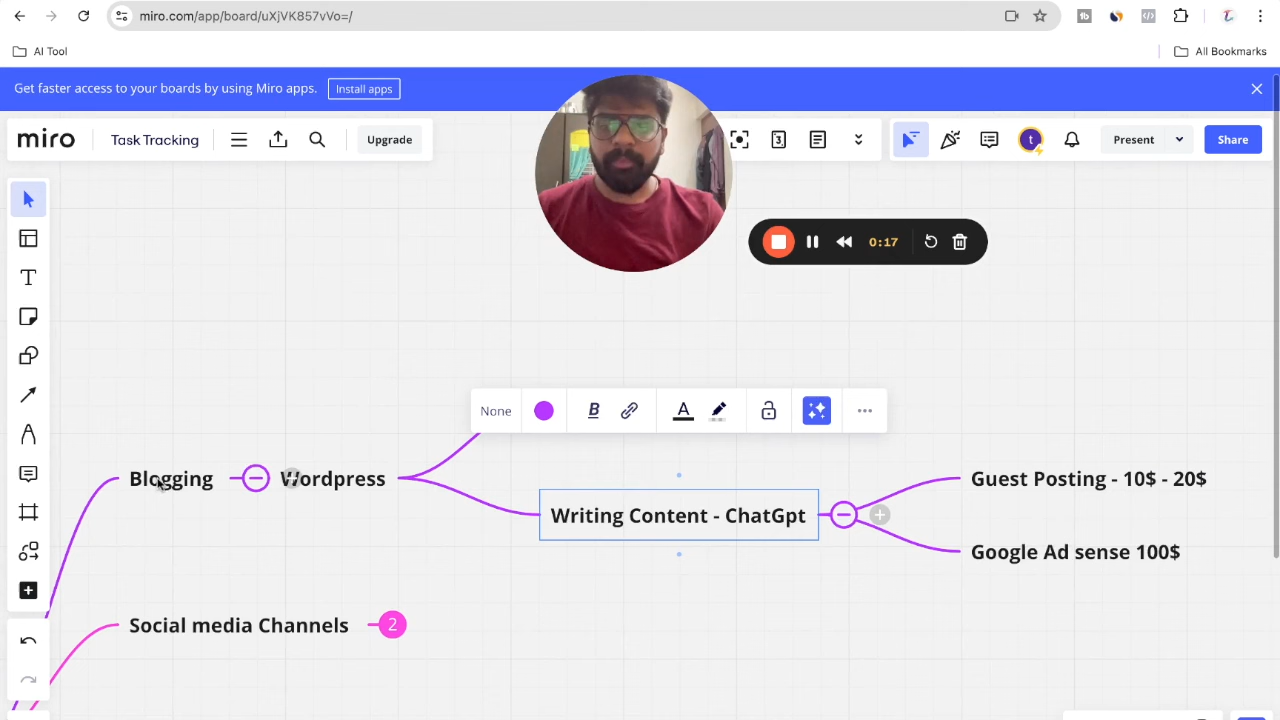 miro.com/app/board/uXjVK857vVo=/
AI Tool
All Bookmarks
Get faster access to your boards by using Miro apps.
Install apps
miro
Task Tracking
Upgrade
3
t
Present
Share
0:17
None
B
A
Blogging
Wordpress
Writing Content - ChatGpt
Guest Posting - 10$ - 20$
Google Ad sense 100$
Social media Channels
2